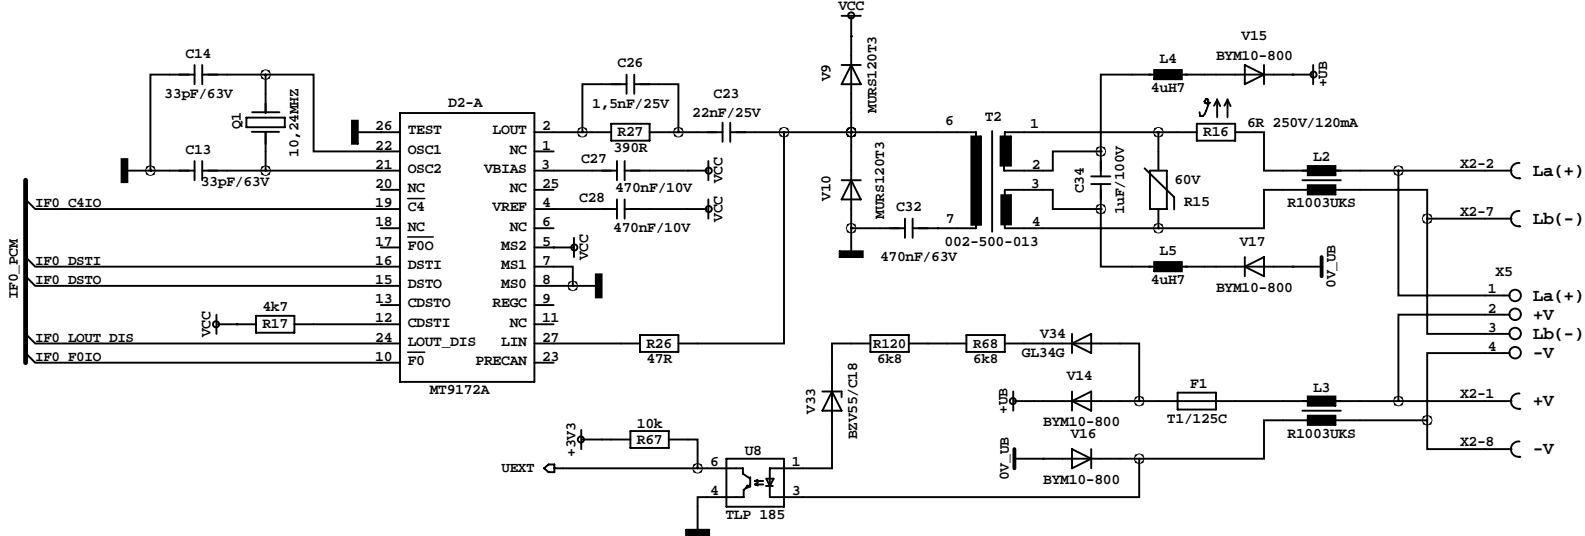 VCC
C14
33pF/63V
Q1
10,24MHZ
C13
33pF/63V
D2-A
26 TEST LOUT 2
22 OSC1 NC 1
21 OSC2 VBIAS 3
20 NC NC 25
19 C4 VREF 4
18 NC NC 6
17 F0O MS2 5
16 DSTI MS1 7
15 DSTO MS0 8
13 CDSTO REGC 9
12 CDSTI NC 11
24 LOUT_DIS LIN 27
10 F0 PRECAN 23
MT9172A
IF0_PCM
IF0 C4IO
IF0 DSTI
IF0 DSTO
IF0 LOUT DIS
IF0 F0IO
VCC
4k7
R17
C26
1,5nF/25V
R27
390R
C23
22nF/25V
C27
470nF/10V
VCC
C28
470nF/10V
VCC
VCC
R26
47R
V9
MURS120T3
V10
MURS120T3
C32
470nF/63V
6
7
T2
002-500-013
1
2
3
4
C34
1uF/100V
L4
4uH7
V15
BYM10-800
+UB
R16
6R 250V/120mA
60V
R15
L5
4uH7
V17
BYM10-800
0V_UB
L2
R1003UKS
X2-2 La(+)
X2-7 Lb(-)
X5
1 La(+)
2 +V
3 Lb(-)
4 -V
X2-1 +V
X2-8 -V
L3
R1003UKS
F1
T1/125C
V34
GL34G
R68
6k8
R120
6k8
V33
BZV55/C18
+UB
V14
BYM10-800
V16
BYM10-800
0V_UB
+3V3
10k
R67
UEXT
U8
6
4
1
3
TLP 185